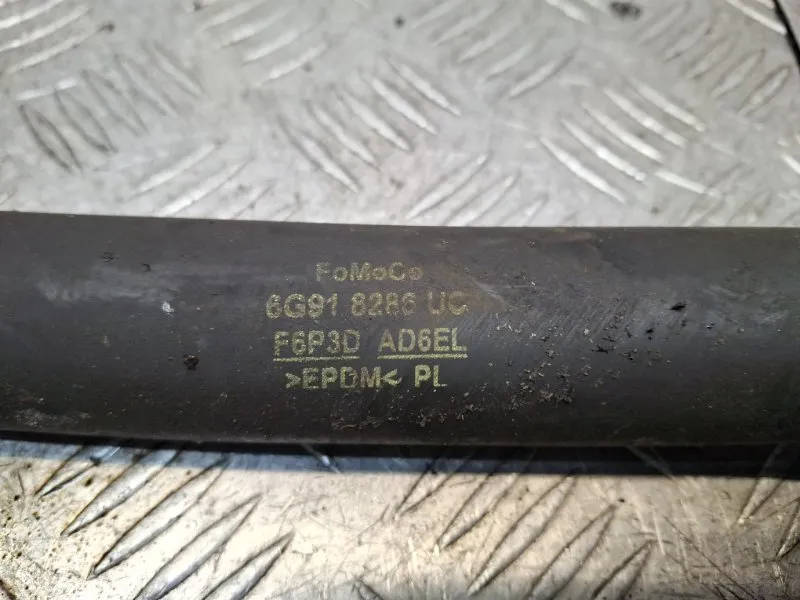 FoMoCo
6G91 8286 UC
F6P3D AD6EL
>EPDM< PL